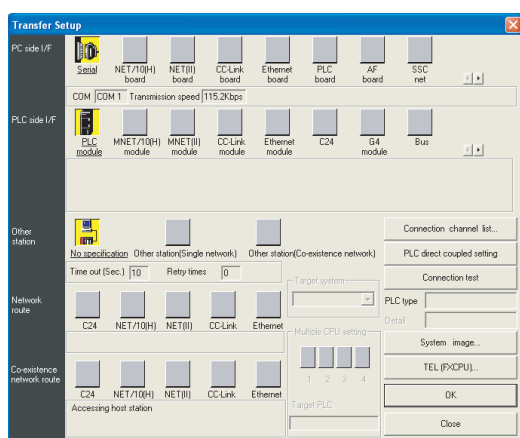 Transfer Setup
PC side I/F
Serial
NET/10(H) board
NET(II) board
CC-Link board
Ethernet board
PLC board
AF board
SSC net
COM COM 1 Transmission speed 115.2Kbps
PLC side I/F
PLC module
MNET/10(H) module
MNET(II) module
CC-Link module
Ethernet module
C24
G4 module
Bus
Other station
No specification Other station(Single network) Other station(Co-existence network)
Time out (Sec.) 10 Retry times 0
Network route
C24 NET/10(H) NET(II) CC-Link Ethernet
Co-existence network route
C24 NET/10(H) NET(II) CC-Link Ethernet
Accessing host station
Target system
Multiple CPU setting
1 2 3 4
Target PLC
Connection channel list...
PLC direct coupled setting
Connection test
PLC type
Detail
System image...
TEL (FXCPU)...
OK
Close